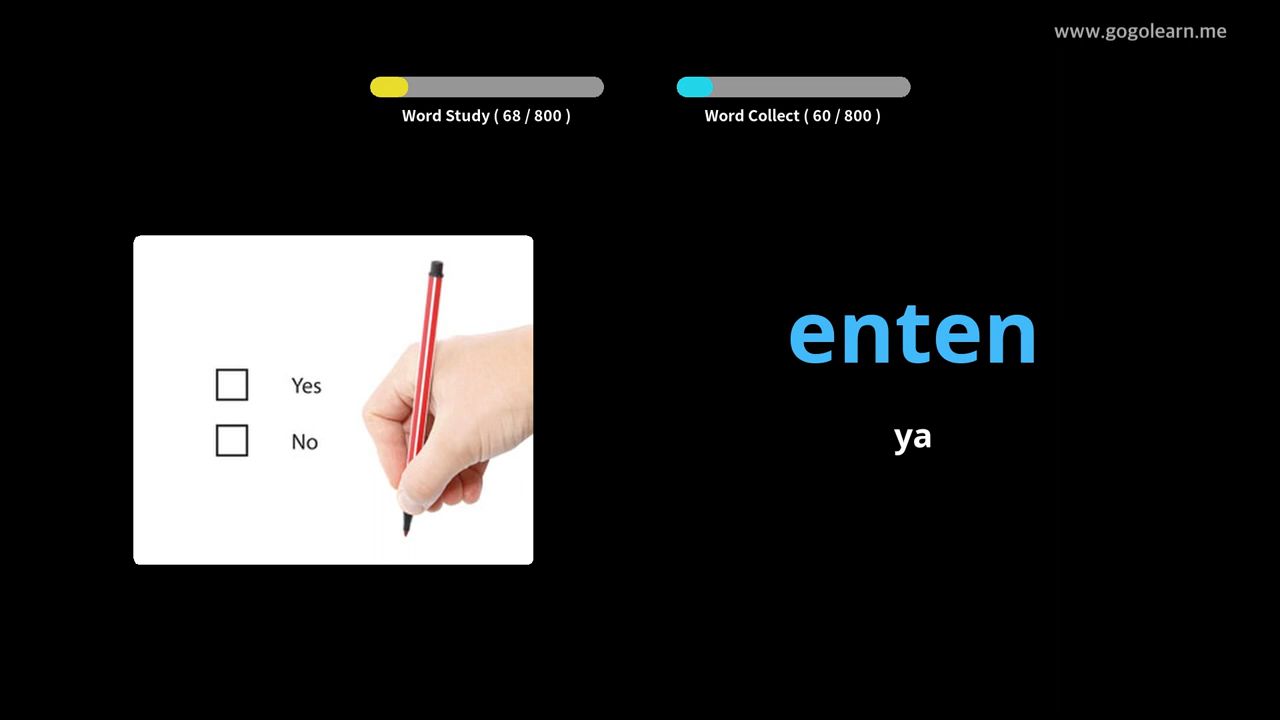 www.gogolearn.me
Word Study ( 68 / 800 )
Word Collect ( 60 / 800 )
Yes
No
enten
ya